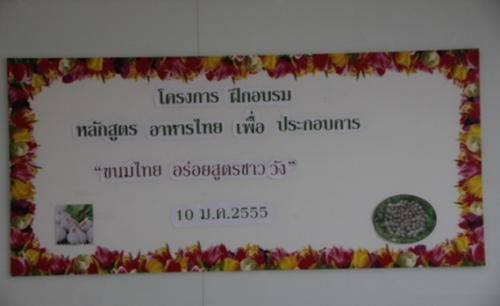 โครงการ ฝึกอบรม
หลักสูตร อาหารไทย เพื่อ ประกอบการ
“ขนมไทย อร่อยสูตรชาว วัง”
10 ม.ค.2555